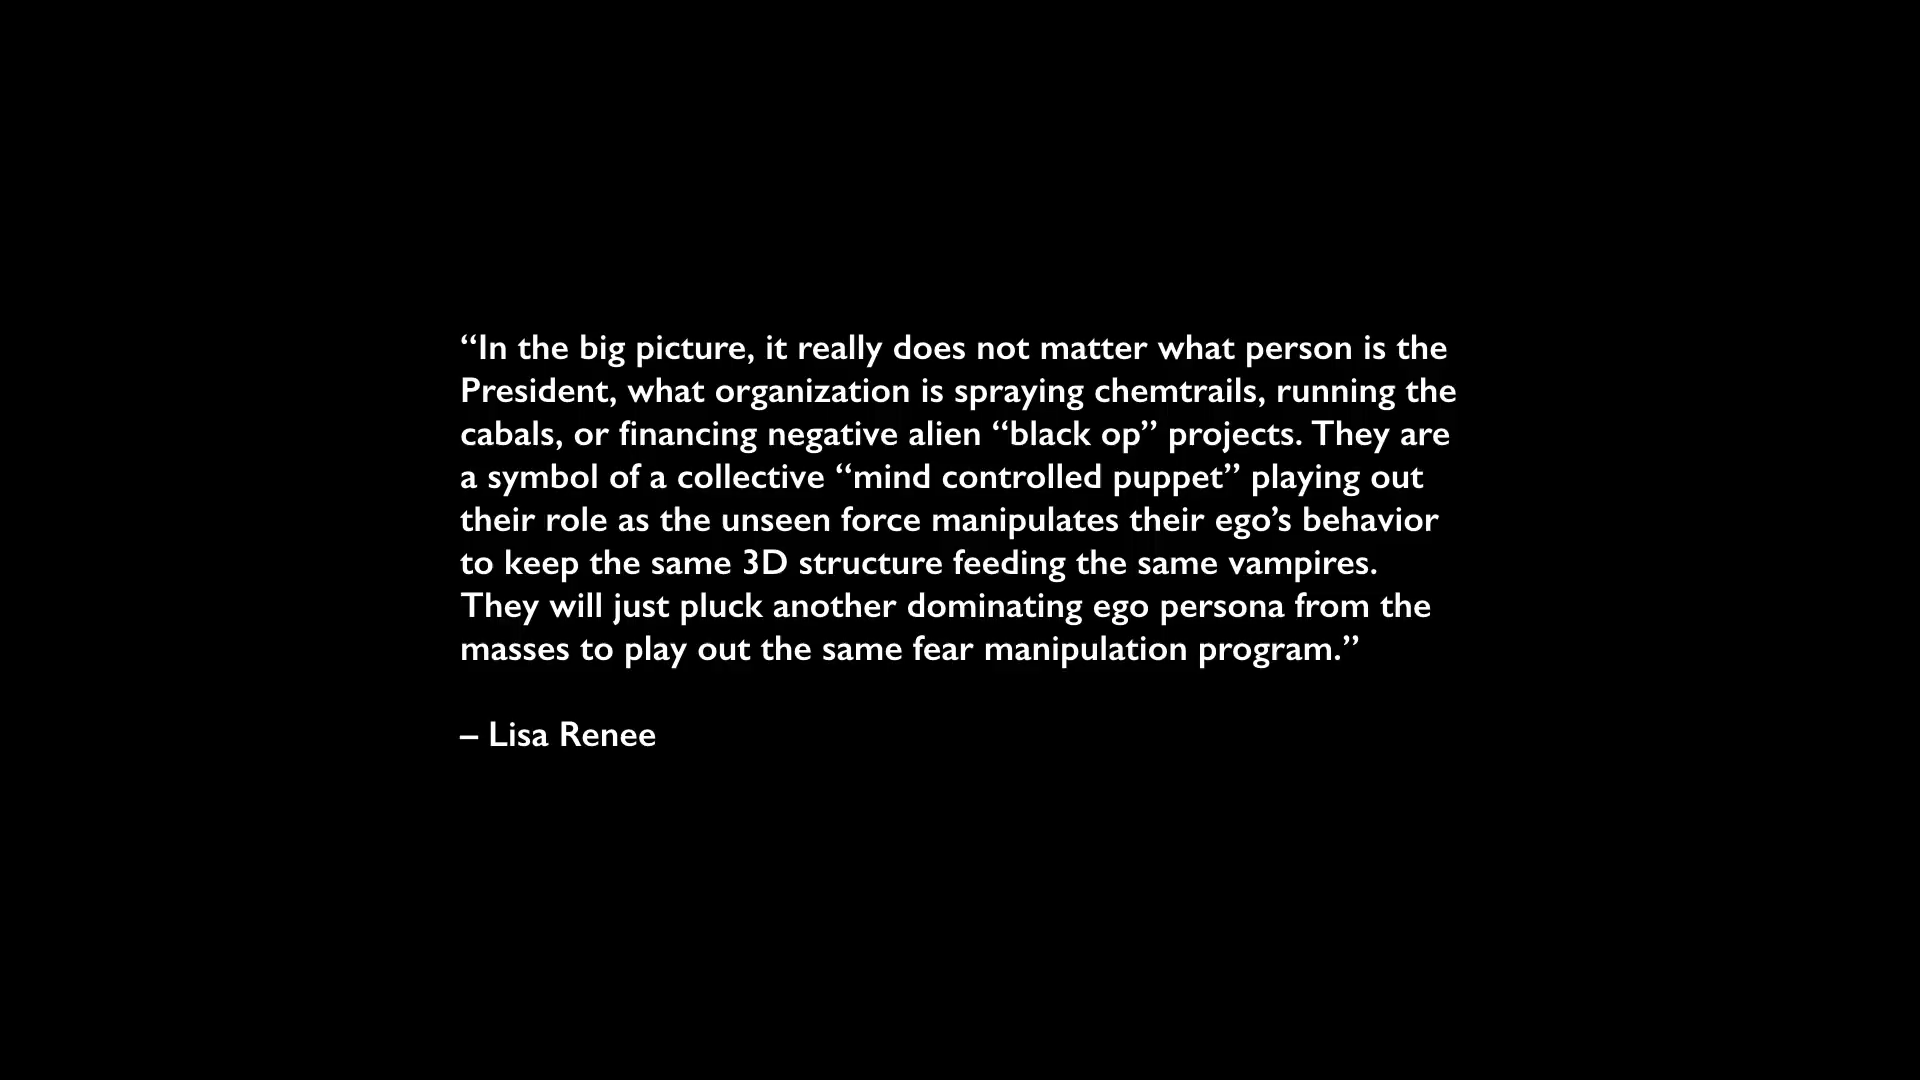 “In the big picture, it really does not matter what person is the
President, what organization is spraying chemtrails, running the
cabals, or financing negative alien “black op” projects. They are
a symbol of a collective “mind controlled puppet” playing out
their role as the unseen force manipulates their ego’s behavior
to keep the same 3D structure feeding the same vampires.
They will just pluck another dominating ego persona from the
masses to play out the same fear manipulation program.”
– Lisa Renee